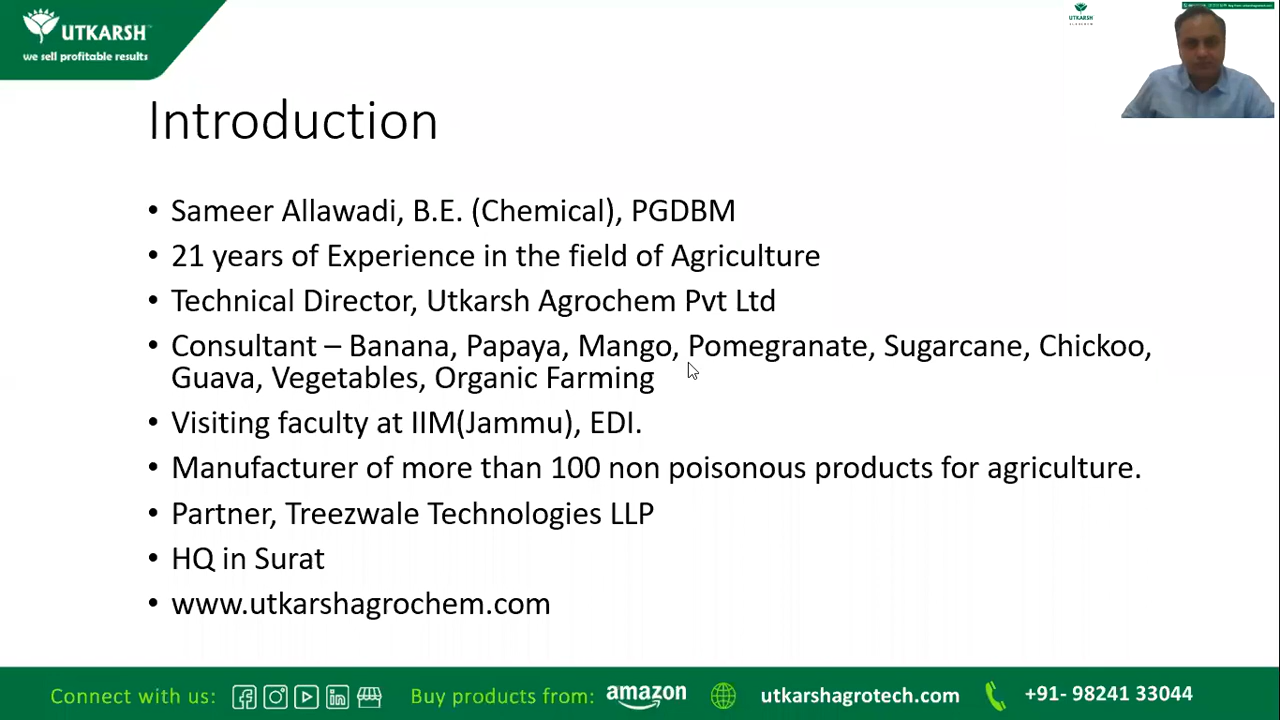 UTKARSH
we sell profitable results
UTKARSH
Introduction
• Sameer Allawadi, B.E. (Chemical), PGDBM
• 21 years of Experience in the field of Agriculture
• Technical Director, Utkarsh Agrochem Pvt Ltd
• Consultant – Banana, Papaya, Mango, Pomegranate, Sugarcane, Chickoo,
Guava, Vegetables, Organic Farming
• Visiting faculty at IIM(Jammu), EDI.
• Manufacturer of more than 100 non poisonous products for agriculture.
• Partner, Treezwale Technologies LLP
• HQ in Surat
• www.utkarshagrochem.com
Connect with us: Buy products from: amazon utkarshagrotech.com +91- 98241 33044